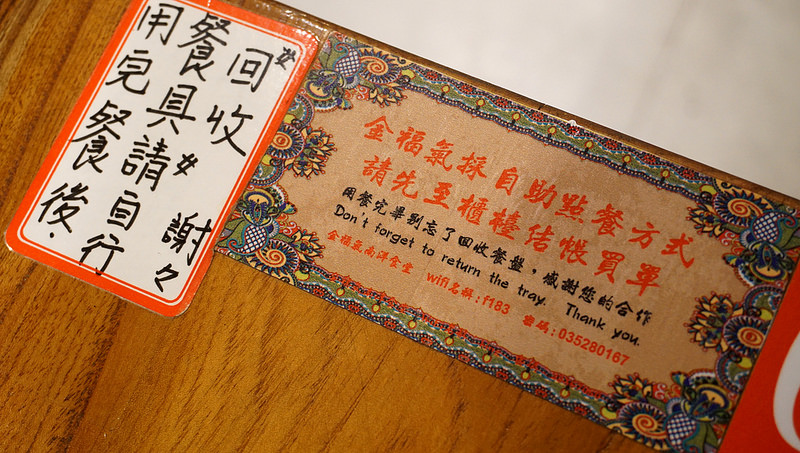 用完餐後.
餐具請自行
回收 謝々
金福氣採自助點餐方式
請先至櫃檯結帳買單
用餐完畢別忘了回收餐盤，感謝您的合作
Don't forget to return the tray. Thank you.
金福氣南洋食堂 wifi名稱:f183 密碼:035280167